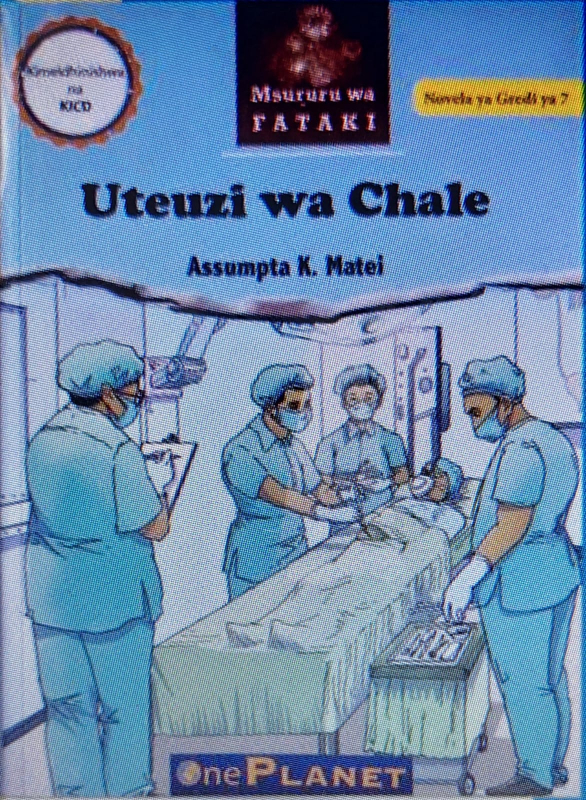 Kimeidhinishwa
na
KICD
Msururu wa
FATAKI
Novela ya Gredi ya 7
Uteuzi wa Chale
Assumpta K. Matei
OnePLANET